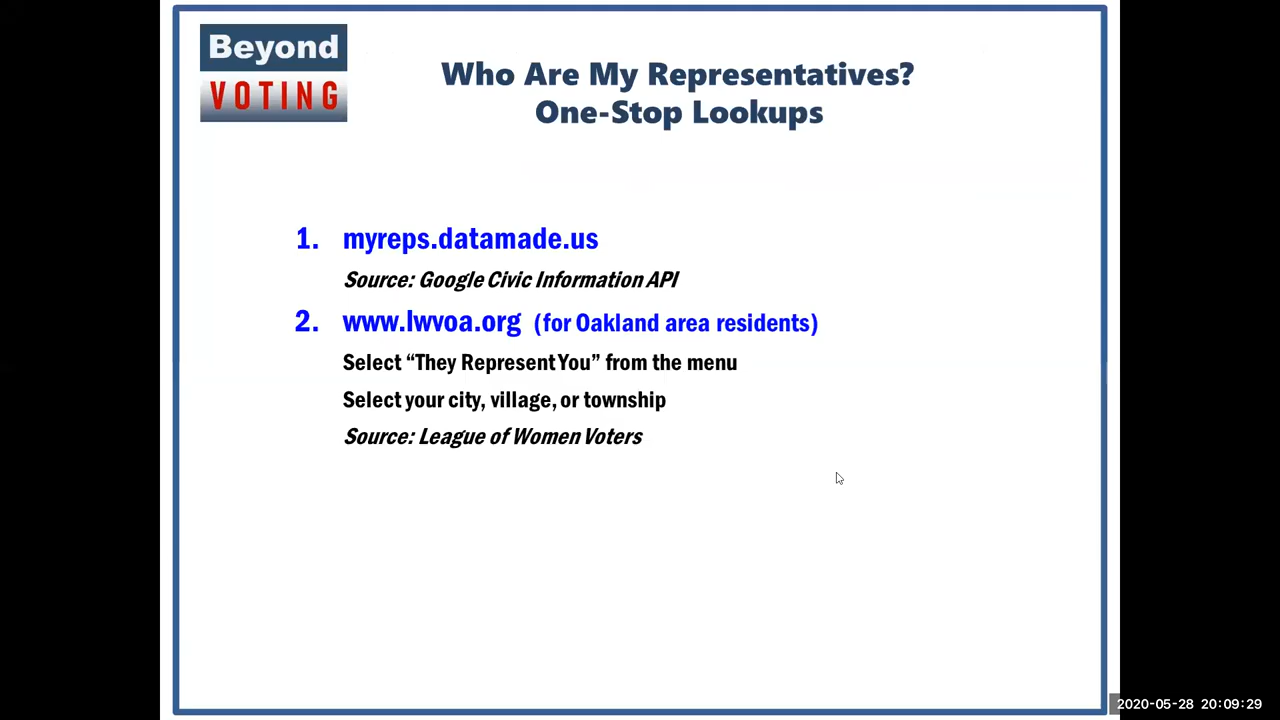 Beyond
VOTING
Who Are My Representatives?
One-Stop Lookups
1. myreps.datamade.us
Source: Google Civic Information API
2. www.lwvoa.org (for Oakland area residents)
Select “They Represent You” from the menu
Select your city, village, or township
Source: League of Women Voters
2020-05-28 20:09:29